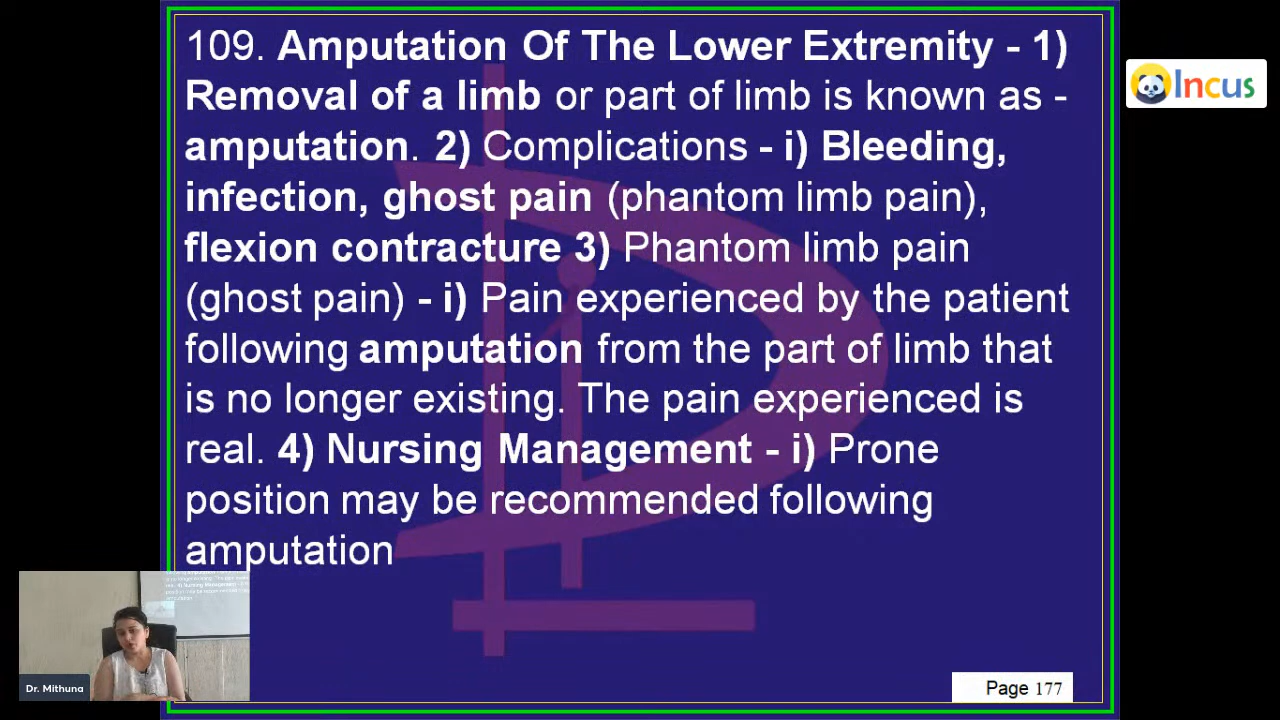 109. Amputation Of The Lower Extremity - 1)
Removal of a limb or part of limb is known as -
amputation. 2) Complications - i) Bleeding,
infection, ghost pain (phantom limb pain),
flexion contracture 3) Phantom limb pain
(ghost pain) - i) Pain experienced by the patient
following amputation from the part of limb that
is no longer existing. The pain experienced is
real. 4) Nursing Management - i) Prone
position may be recommended following
amputation
Incus
Dr. Mithuna
Page 177